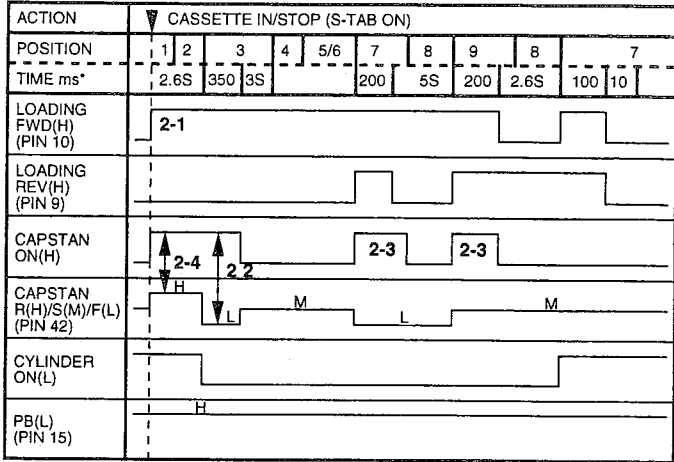 ACTION CASSETTE IN/STOP (S-TAB ON)
POSITION 1 2 3 4 5/6 7 8 9 8 7
TIME ms* 2.6S 350 3S 200 5S 200 2.6S 100 10
LOADING
FWD(H)
(PIN 10)
2-1
LOADING
REV(H)
(PIN 9)
CAPSTAN
ON(H)
2-4 2 2 2-3 2-3
CAPSTAN
R(H)/S(M)/F(L)
(PIN 42)
H L M L M
CYLINDER
ON(L)
PB(L)
(PIN 15)
H